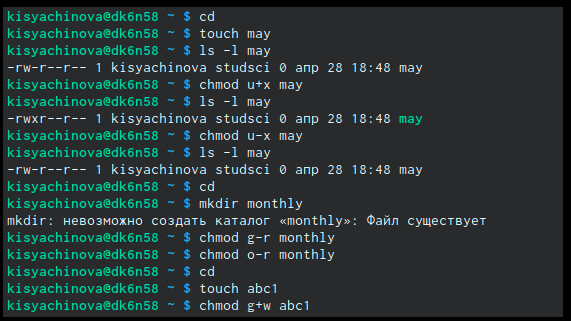 kisyachinova@dk6n58 ~ $ cd
kisyachinova@dk6n58 ~ $ touch may
kisyachinova@dk6n58 ~ $ ls -l may
-rw-r--r-- 1 kisyachinova studsci 0 апр 28 18:48 may
kisyachinova@dk6n58 ~ $ chmod u+x may
kisyachinova@dk6n58 ~ $ ls -l may
-rwxr--r-- 1 kisyachinova studsci 0 апр 28 18:48 may
kisyachinova@dk6n58 ~ $ chmod u-x may
kisyachinova@dk6n58 ~ $ ls -l may
-rw-r--r-- 1 kisyachinova studsci 0 апр 28 18:48 may
kisyachinova@dk6n58 ~ $ cd
kisyachinova@dk6n58 ~ $ mkdir monthly
mkdir: невозможно создать каталог «monthly»: Файл существует
kisyachinova@dk6n58 ~ $ chmod g-r monthly
kisyachinova@dk6n58 ~ $ chmod o-r monthly
kisyachinova@dk6n58 ~ $ cd
kisyachinova@dk6n58 ~ $ touch abc1
kisyachinova@dk6n58 ~ $ chmod g+w abc1